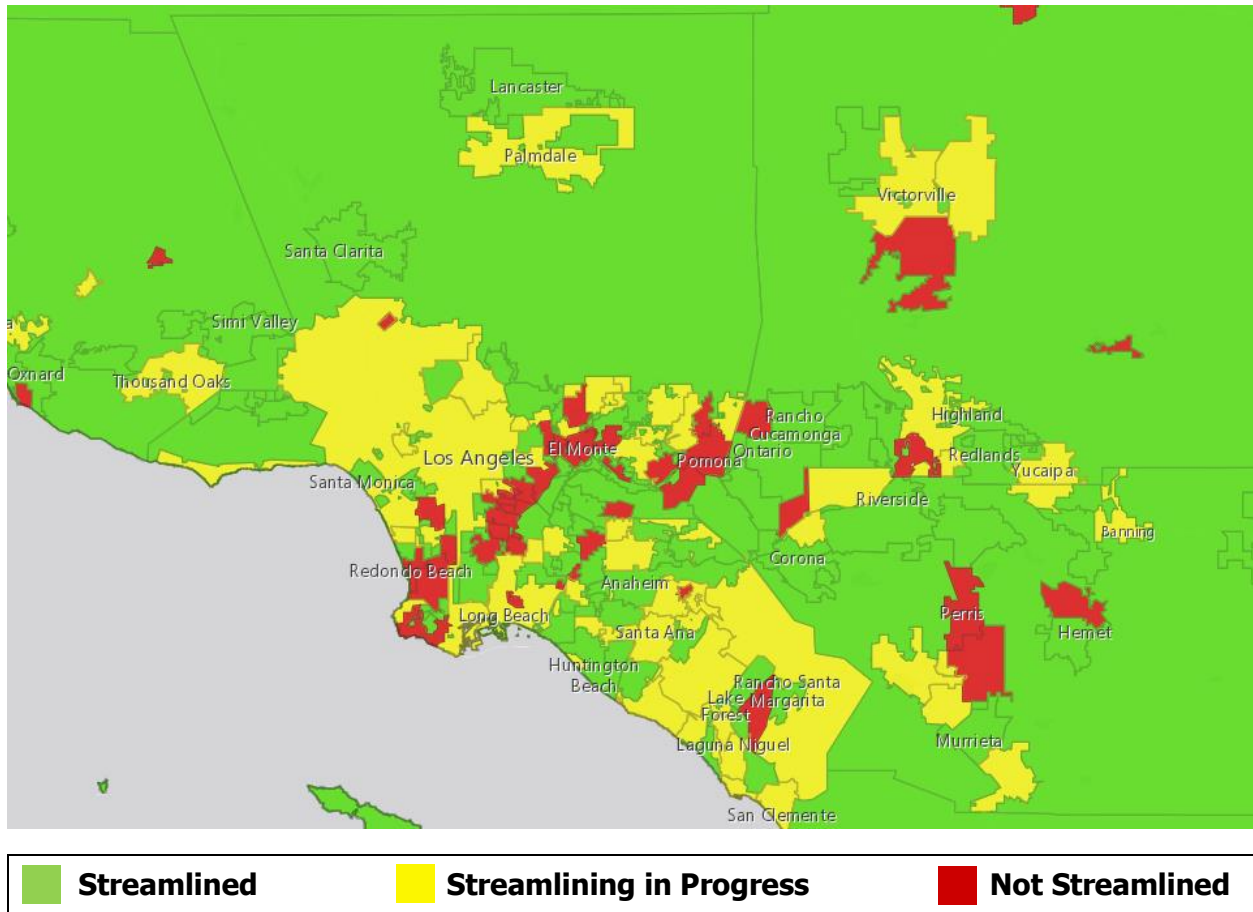 Lancaster
Palmdale
Victorville
Santa Clarita
Simi Valley
Oxnard
Thousand Oaks
Rancho
Cucamonga
Highland
El Monte
Ontario
Los Angeles
Pomona
Redlands
Yucaipa
Santa Monica
Riverside
Banning
Corona
Redondo Beach
Anaheim
Long Beach
Perris
Santa Ana
Hemet
Huntington
Beach
Rancho Santa
Margarita
Lake
Forest
Laguna Niguel
Murrieta
San Clemente
Streamlined
Streamlining in Progress
Not Streamlined